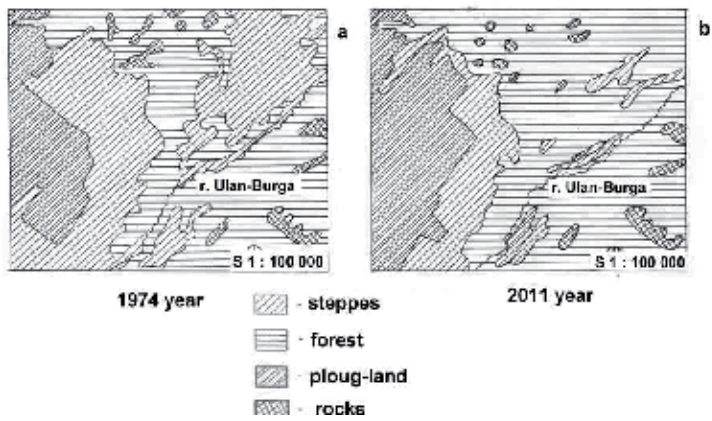 a
b
r. Ulan-Burga
r. Ulan-Burga
S 1 : 100 000
S 1 : 100 000
1974 year
2011 year
- steppes
- forest
- ploug-land
- rocks